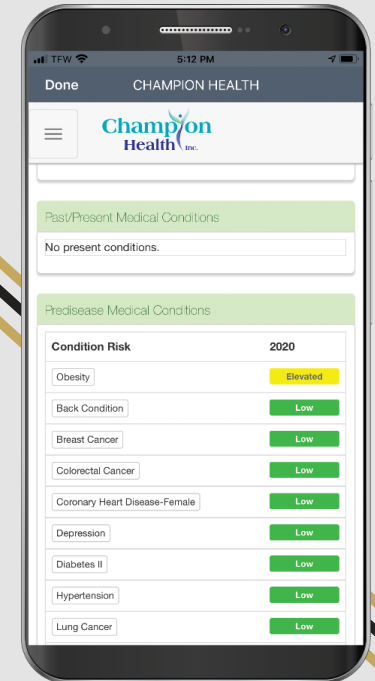 TFW 5:12 PM
Done CHAMPION HEALTH
Champion
Health Inc.
Past/Present Medical Conditions
No present conditions.
Predisease Medical Conditions
Condition Risk 2020
Obesity Elevated
Back Condition Low
Breast Cancer Low
Colorectal Cancer Low
Coronary Heart Disease-Female Low
Depression Low
Diabetes II Low
Hypertension Low
Lung Cancer Low